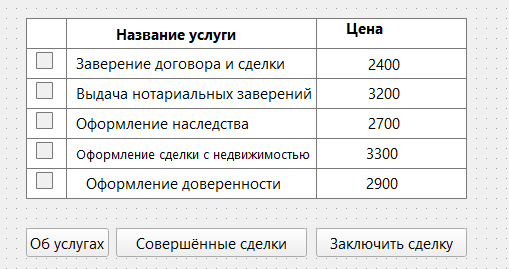 Название услуги Цена
Заверение договора и сделки 2400
Выдача нотариальных заверений 3200
Оформление наследства 2700
Оформление сделки с недвижимостью 3300
Оформление доверенности 2900
Об услугах Совершённые сделки Заключить сделку